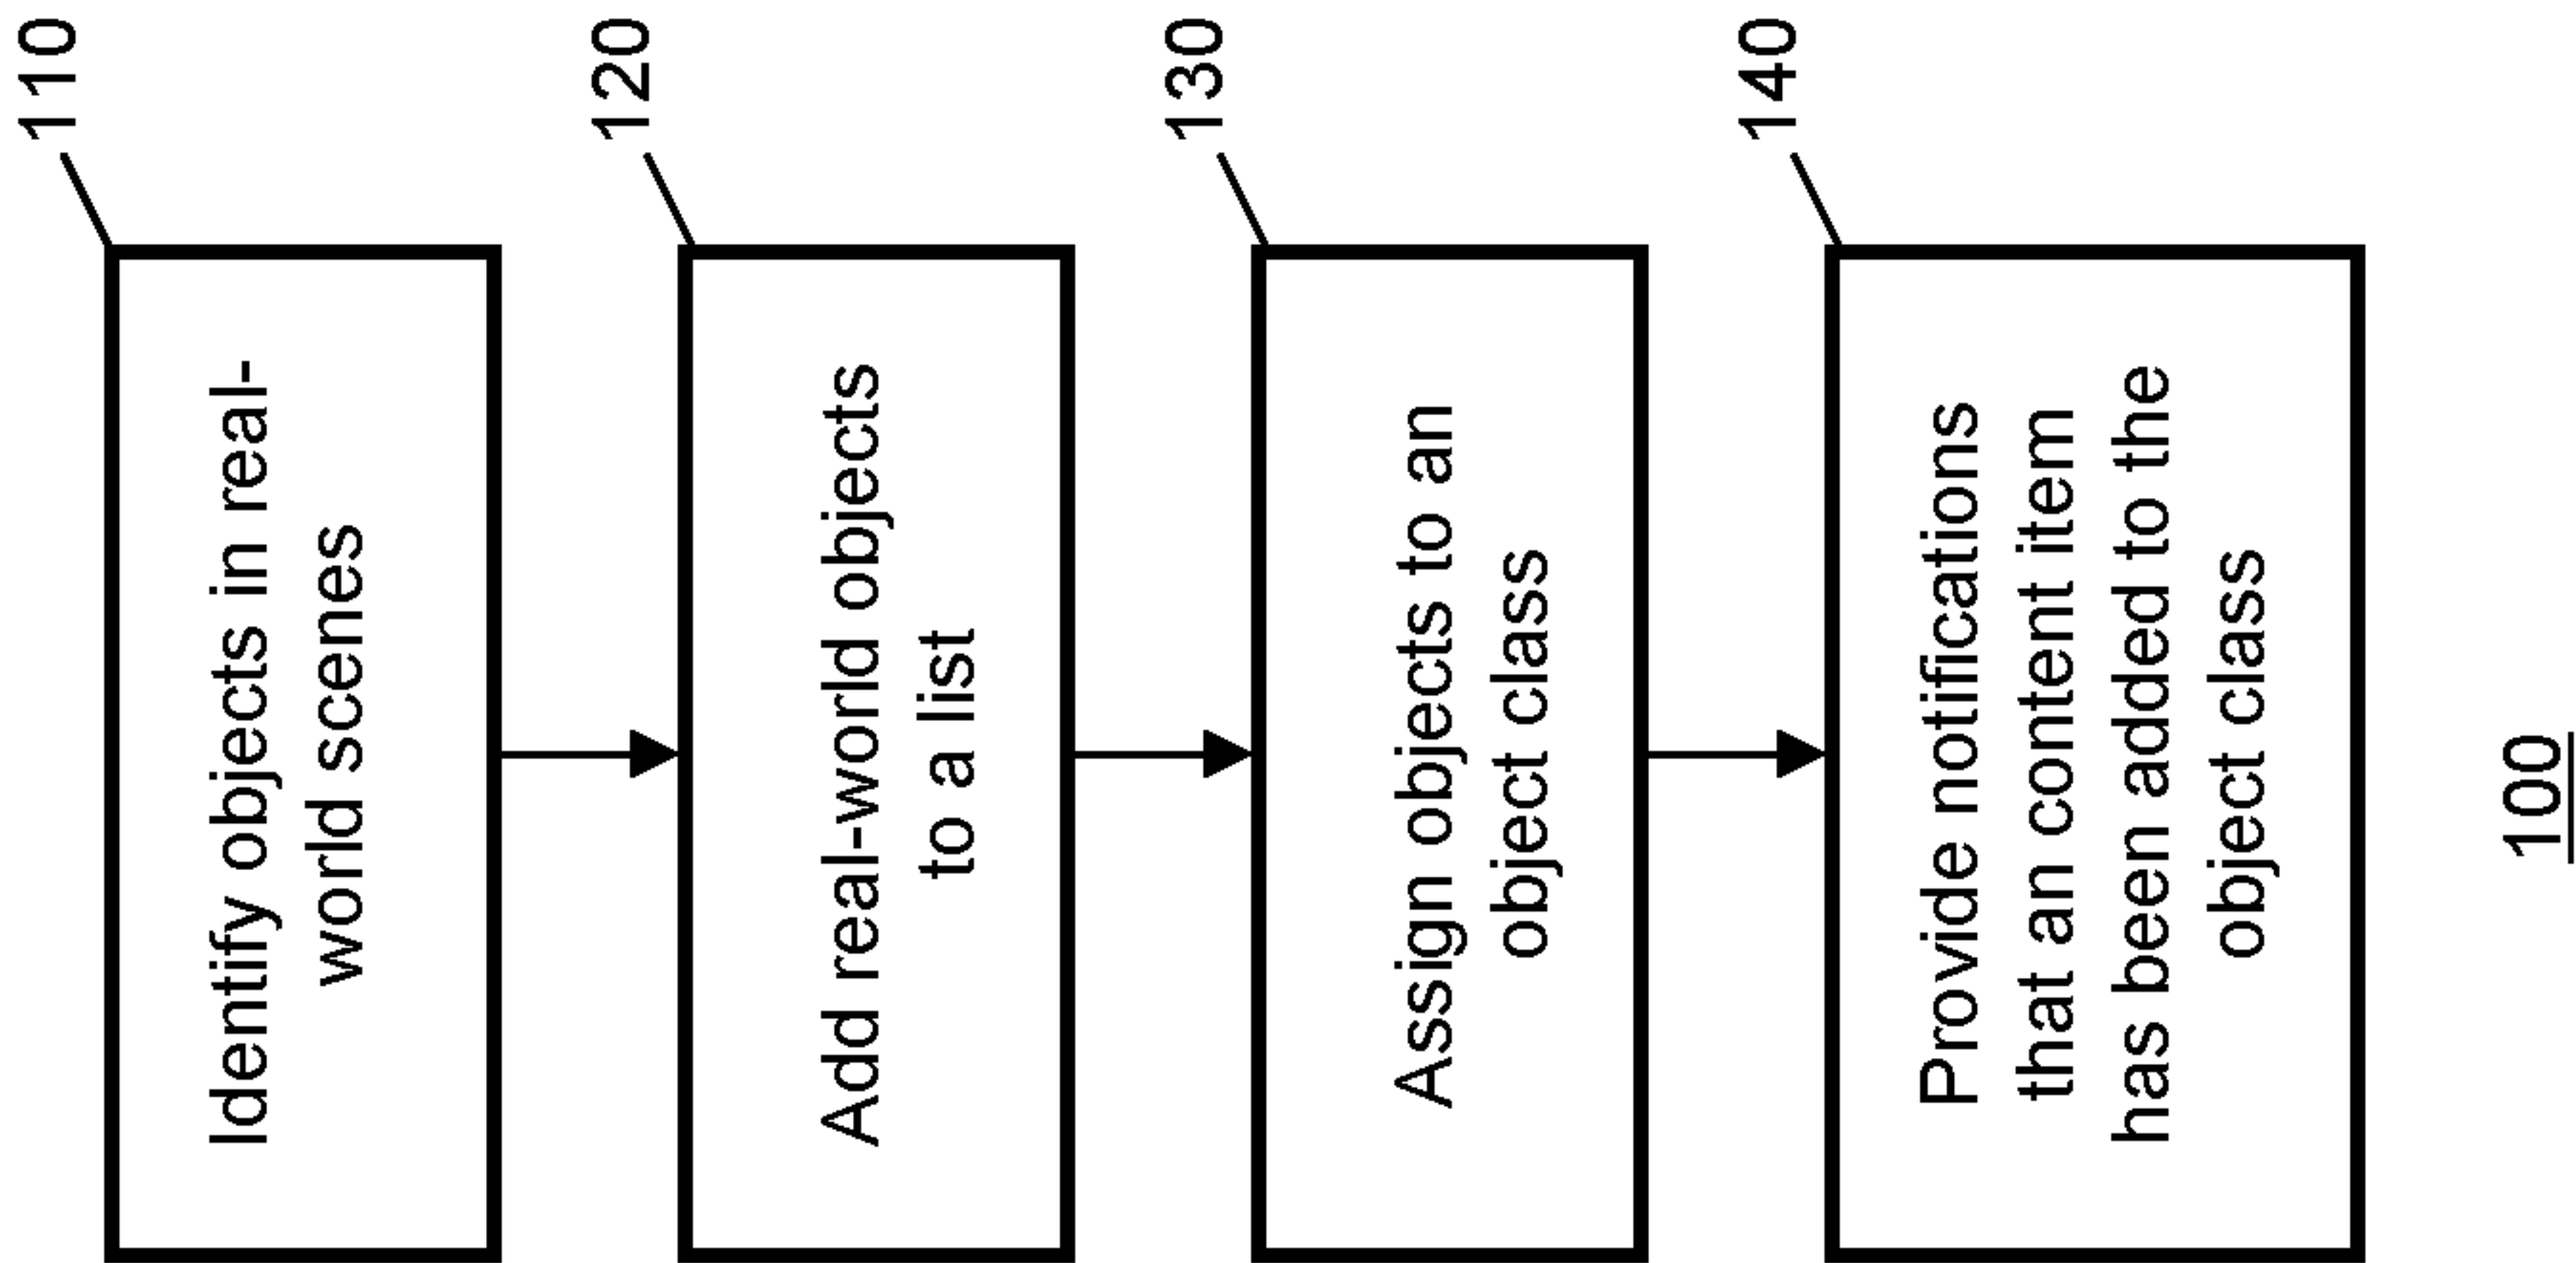 110
Identify objects in real-
world scenes
120
Add real-world objects
to a list
130
Assign objects to an
object class
140
Provide notifications
that an content item
has been added to the
object class
100